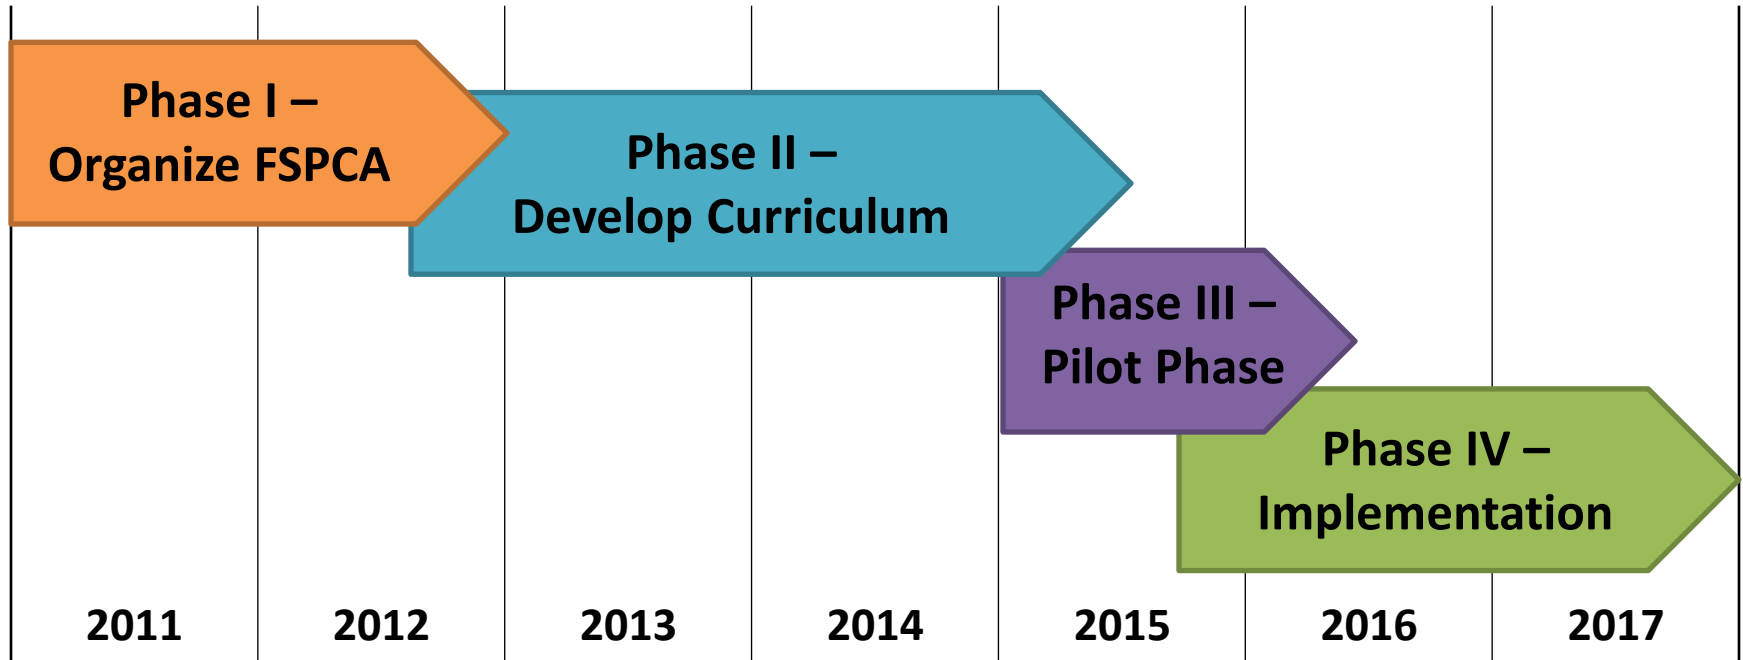 Phase I –
Organize FSPCA
Phase II –
Develop Curriculum
Phase III –
Pilot Phase
Phase IV –
Implementation
2011 2012 2013 2014 2015 2016 2017